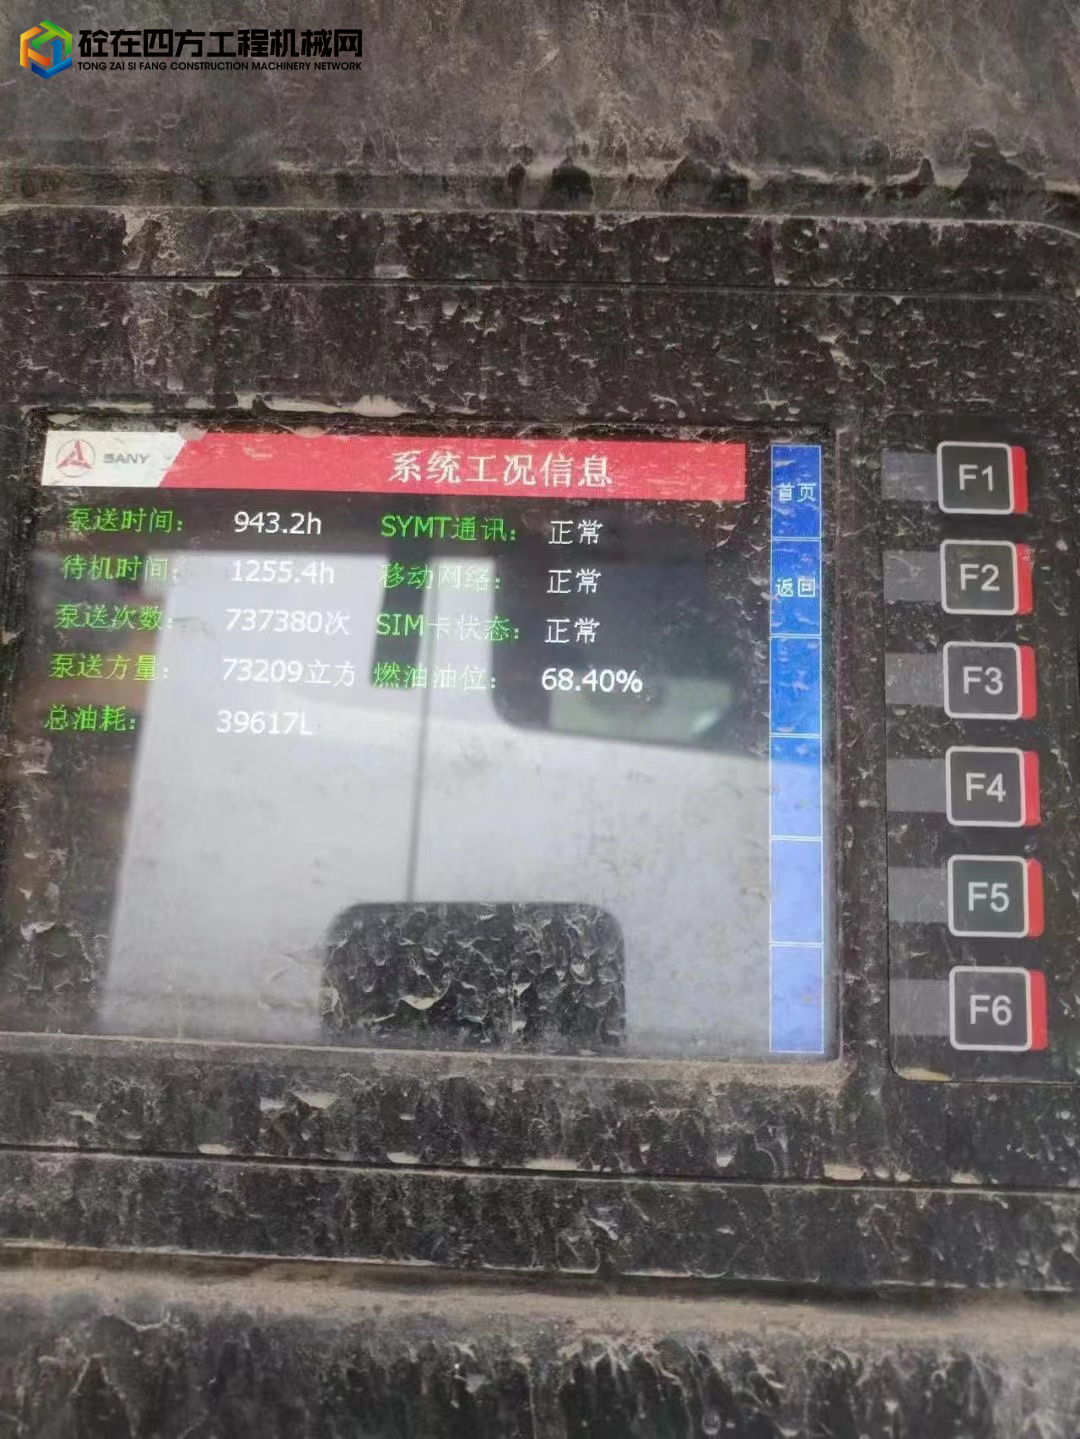 砼在四方工程机械网
TONG ZAI SI FANG CONSTRUCTION MACHINERY NETWORK
SANY 系统工况信息
首页
泵送时间: 943.2h SYMT通讯: 正常
待机时间: 1255.4h 移动网络: 正常
返回
泵送次数: 737380次 SIM卡状态: 正常
泵送方量: 73209立方 燃油油位: 68.40%
总油耗: 39617L
F1
F2
F3
F4
F5
F6